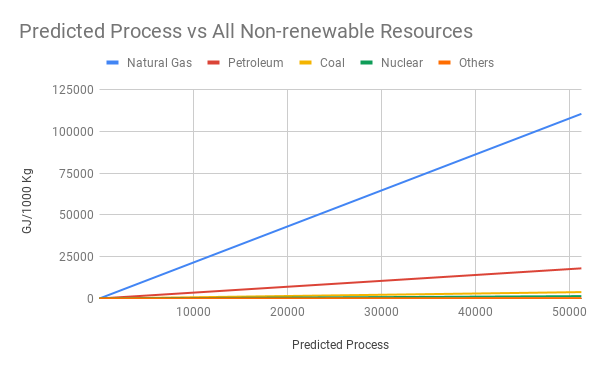 Predicted Process vs All Non-renewable Resources
Natural Gas Petroleum Coal Nuclear Others
125000
100000
75000
50000
25000
0
GJ/1000 Kg
10000 20000 30000 40000 50000
Predicted Process